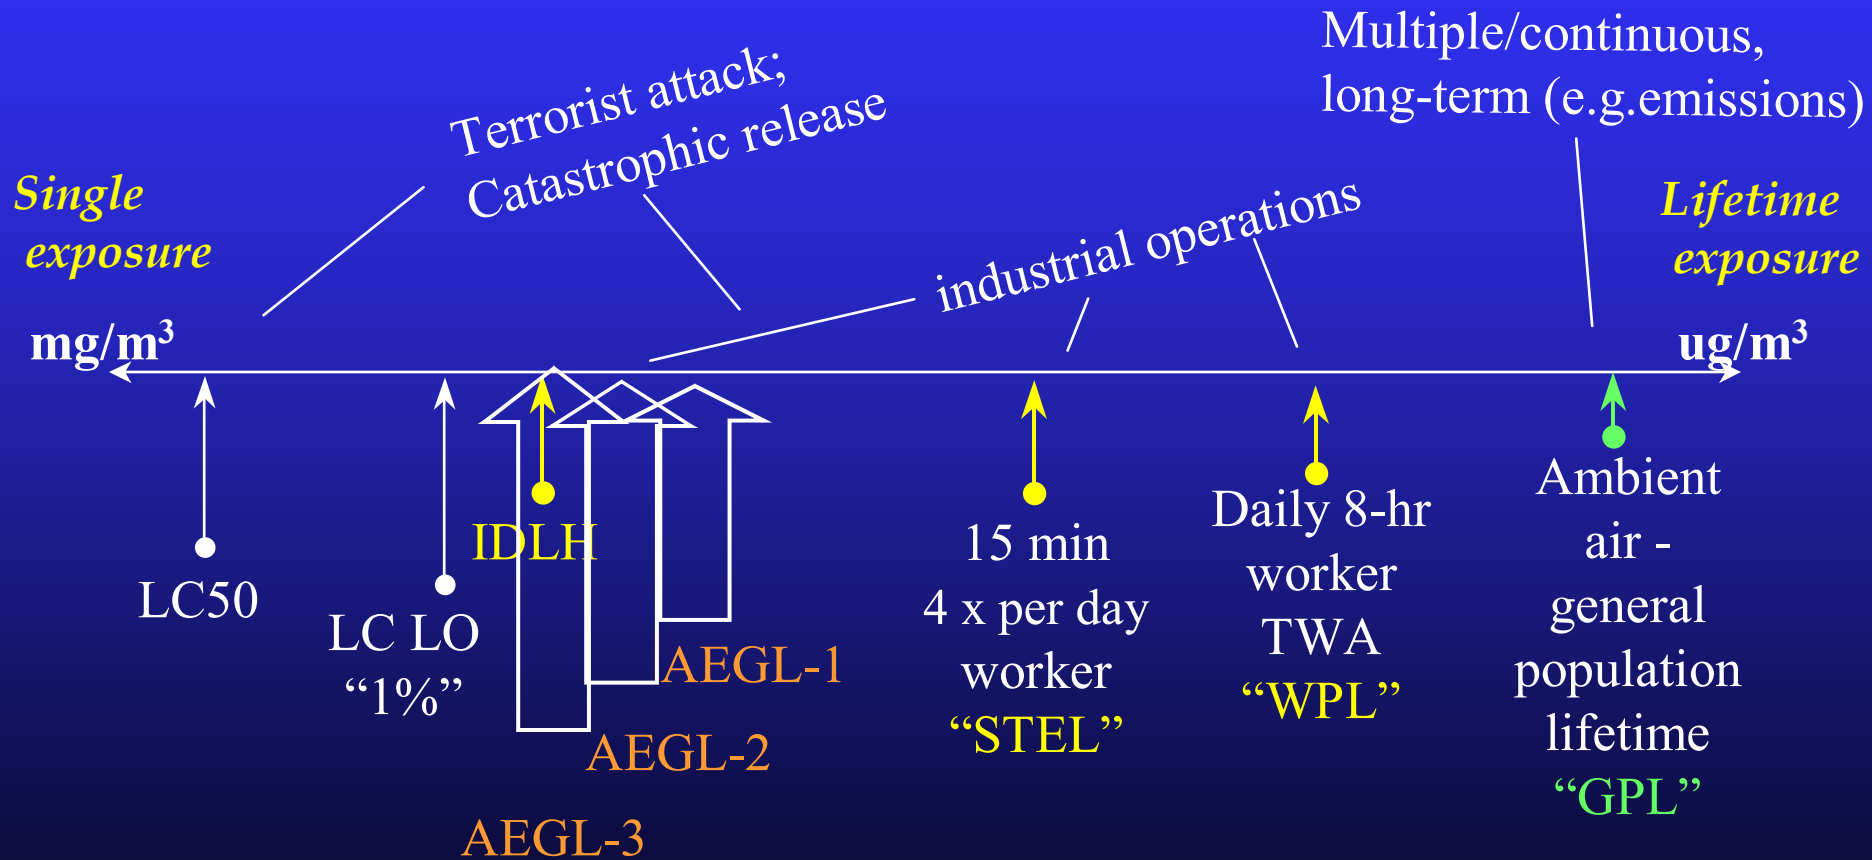 Multiple/continuous,
long-term (e.g.emissions)
Terrorist attack;
Catastrophic release
Single
exposure
industrial operations
Lifetime
exposure
mg/m³
ug/m³
LC50
LC LO
“1%”
IDLH
AEGL-1
AEGL-2
AEGL-3
15 min
4 x per day
worker
“STEL”
Daily 8-hr
worker
TWA
“WPL”
Ambient
air -
general
population
lifetime
“GPL”